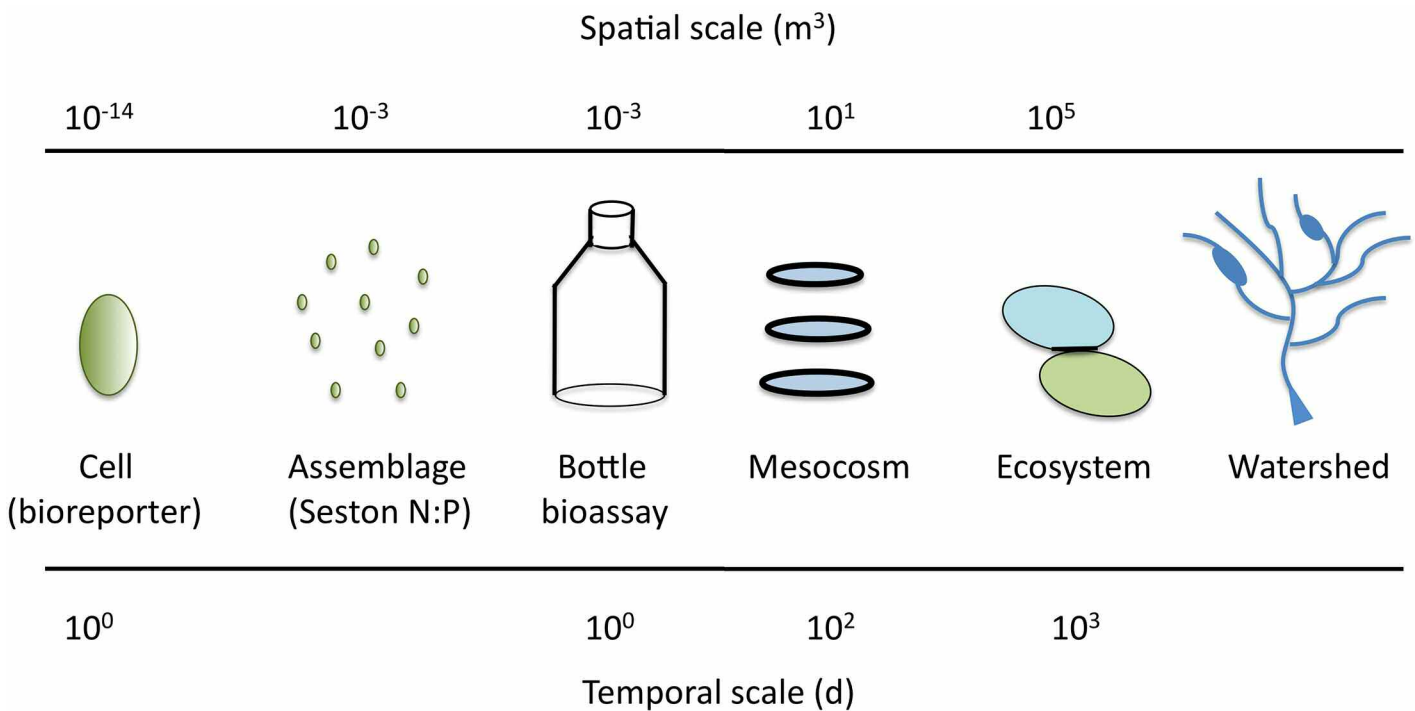 Spatial scale (m³)
10⁻¹⁴ 10⁻³ 10⁻³ 10¹ 10⁵
Cell Assemblage Bottle Mesocosm Ecosystem Watershed
(bioreporter) (Seston N:P) bioassay
10⁰ 10⁰ 10² 10³
Temporal scale (d)